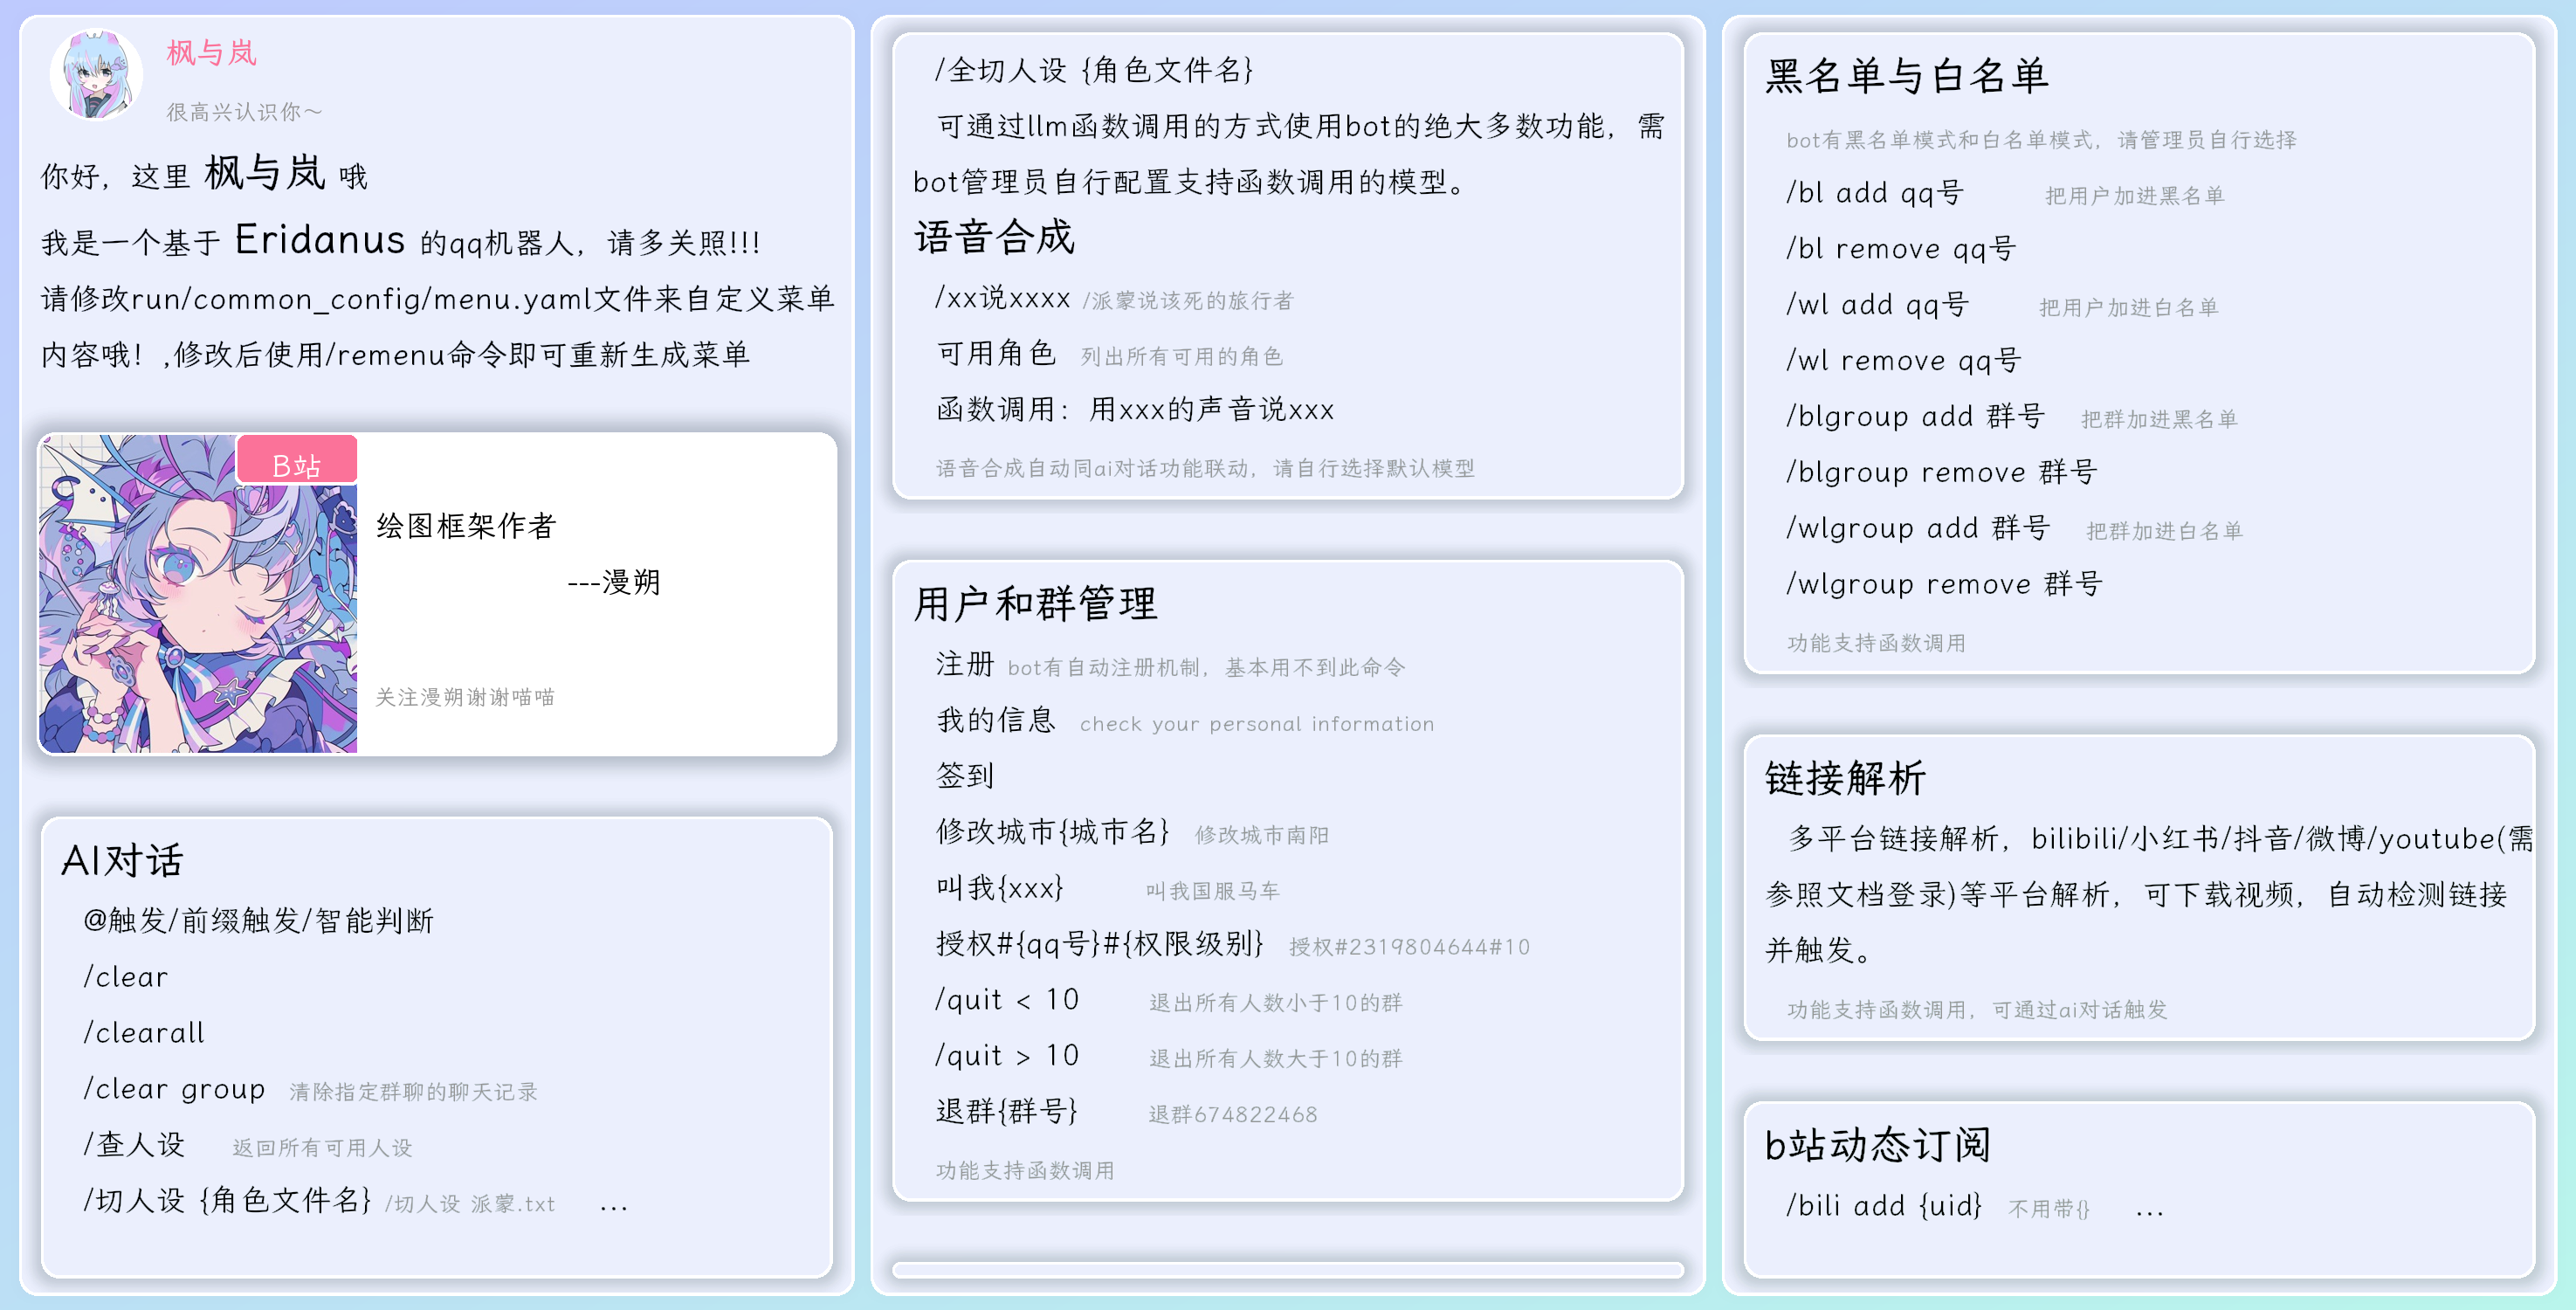 枫与岚
很高兴认识你～
你好，这里 枫与岚 哦
我是一个基于 Eridanus 的qq机器人，请多关照!!!
请修改run/common_config/menu.yaml文件来自定义菜单
内容哦！,修改后使用/remenu命令即可重新生成菜单
B站
绘图框架作者
---漫朔
关注漫朔谢谢喵喵
AI对话
@触发/前缀触发/智能判断
/clear
/clearall
/clear group 清除指定群聊的聊天记录
/查人设 返回所有可用人设
/切人设 {角色文件名} /切人设 派蒙.txt ...
/全切人设 {角色文件名}
可通过llm函数调用的方式使用bot的绝大多数功能，需
bot管理员自行配置支持函数调用的模型。
语音合成
/xx说xxxx /派蒙说该死的旅行者
可用角色 列出所有可用的角色
函数调用：用xxx的声音说xxx
语音合成自动同ai对话功能联动，请自行选择默认模型
用户和群管理
注册 bot有自动注册机制，基本用不到此命令
我的信息 check your personal information
签到
修改城市{城市名} 修改城市南阳
叫我{xxx} 叫我国服马车
授权#{qq号}#{权限级别} 授权#2319804644#10
/quit < 10 退出所有人数小于10的群
/quit > 10 退出所有人数大于10的群
退群{群号} 退群674822468
功能支持函数调用
黑名单与白名单
bot有黑名单模式和白名单模式，请管理员自行选择
/bl add qq号 把用户加进黑名单
/bl remove qq号
/wl add qq号 把用户加进白名单
/wl remove qq号
/blgroup add 群号 把群加进黑名单
/blgroup remove 群号
/wlgroup add 群号 把群加进白名单
/wlgroup remove 群号
功能支持函数调用
链接解析
多平台链接解析，bilibili/小红书/抖音/微博/youtube(需
参照文档登录)等平台解析，可下载视频，自动检测链接
并触发。
功能支持函数调用，可通过ai对话触发
b站动态订阅
/bili add {uid} 不用带{} ...